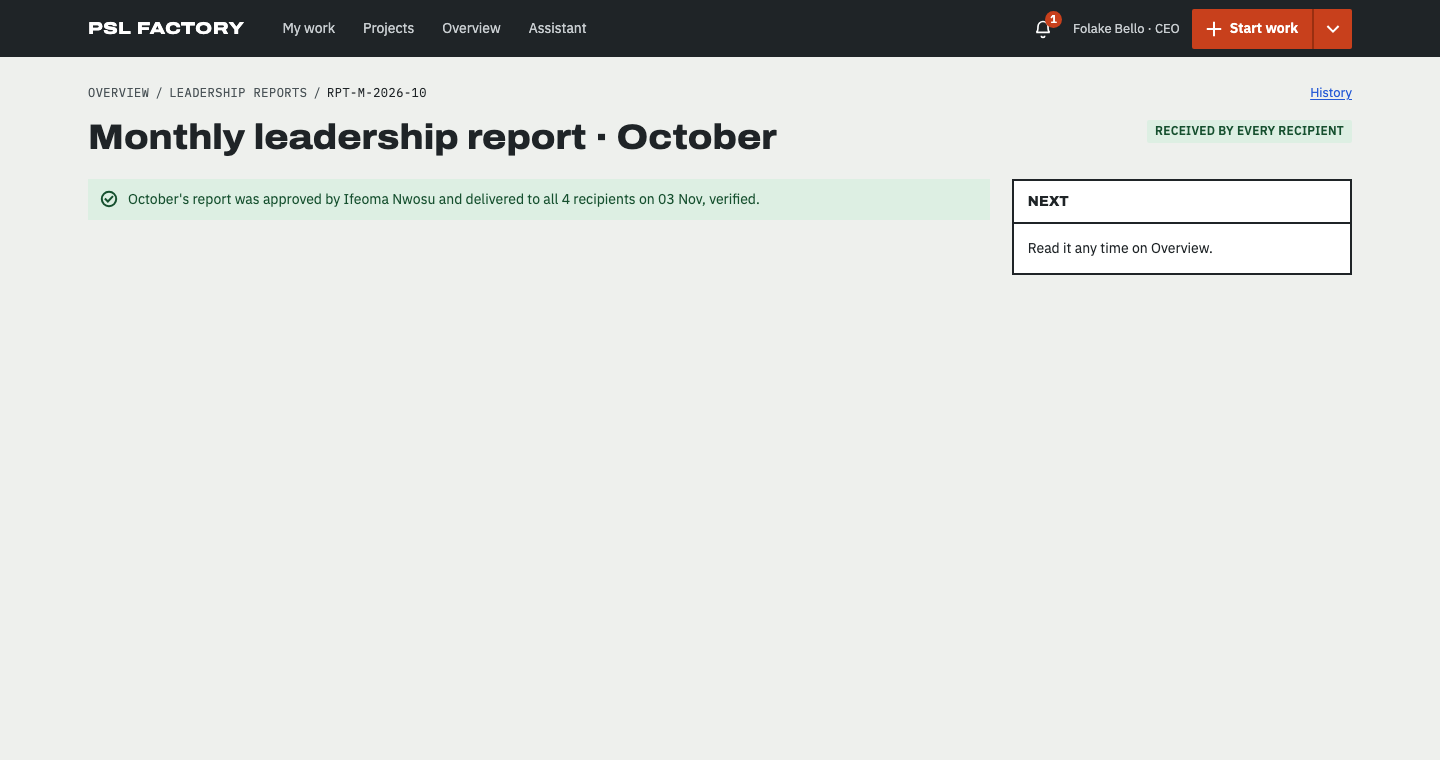 PSL FACTORY
My work
Projects
Overview
Assistant
1
Folake Bello · CEO
Start work
OVERVIEW / LEADERSHIP REPORTS / RPT-M-2026-10
History
Monthly leadership report · October
RECEIVED BY EVERY RECIPIENT
October's report was approved by Ifeoma Nwosu and delivered to all 4 recipients on 03 Nov, verified.
NEXT
Read it any time on Overview.